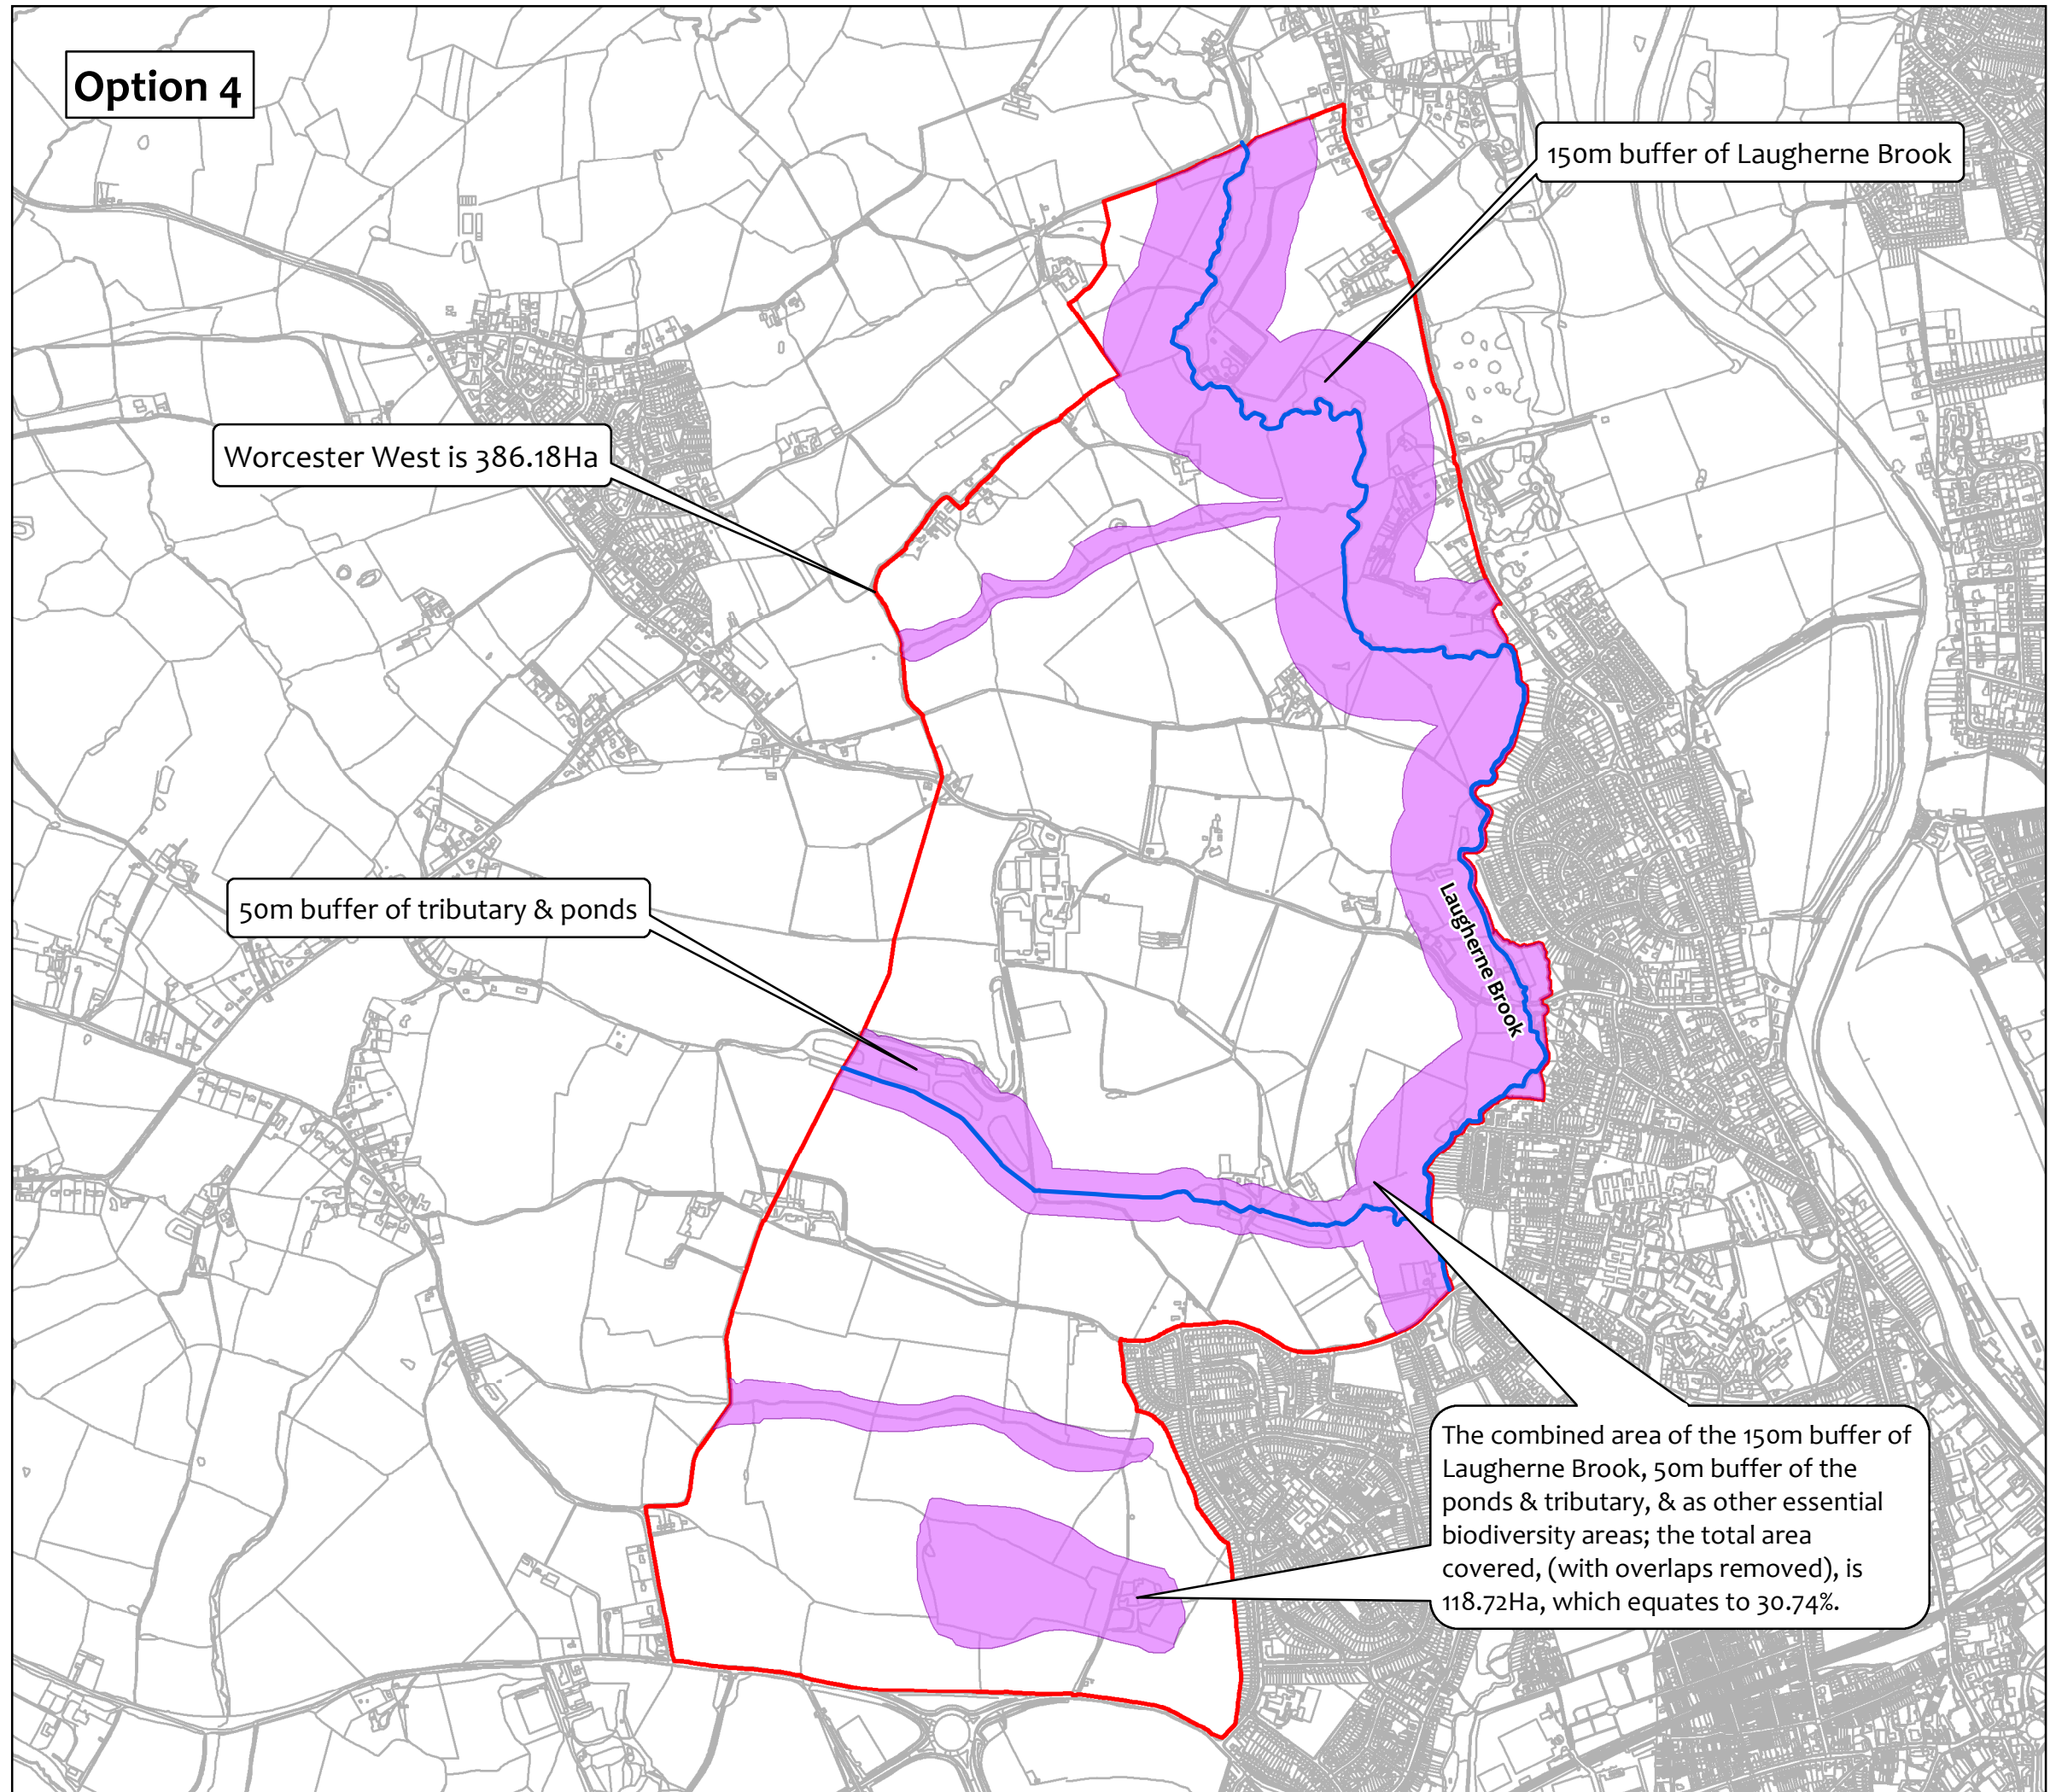 Option 4
150m buffer of Laugherne Brook
Worcester West is 386.18Ha
50m buffer of tributary & ponds
Laugherne Brook
The combined area of the 150m buffer of
Laugherne Brook, 50m buffer of the
ponds & tributary, & as other essential
biodiversity areas; the total area
covered, (with overlaps removed), is
118.72Ha, which equates to 30.74%.